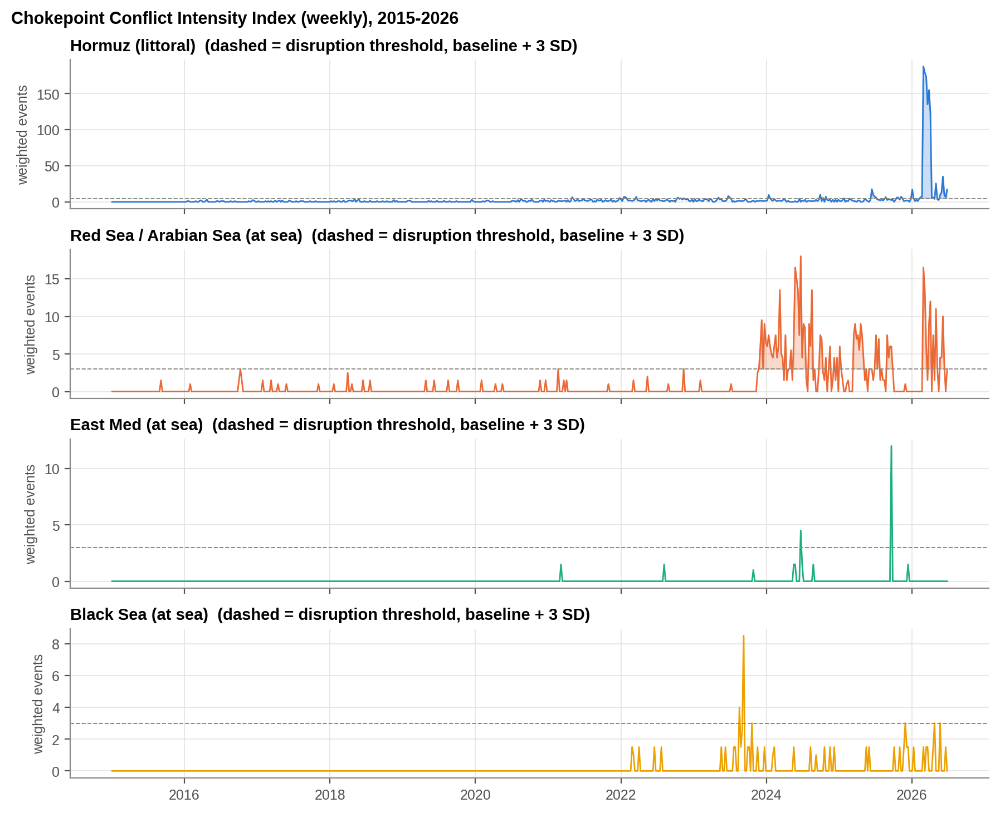 Chokepoint Conflict Intensity Index (weekly), 2015-2026
Hormuz (littoral)  (dashed = disruption threshold, baseline + 3 SD)
weighted events
150
100
50
0
Red Sea / Arabian Sea (at sea)  (dashed = disruption threshold, baseline + 3 SD)
weighted events
15
10
5
0
East Med (at sea)  (dashed = disruption threshold, baseline + 3 SD)
weighted events
10
5
0
Black Sea (at sea)  (dashed = disruption threshold, baseline + 3 SD)
weighted events
8
6
4
2
0
2016 2018 2020 2022 2024 2026